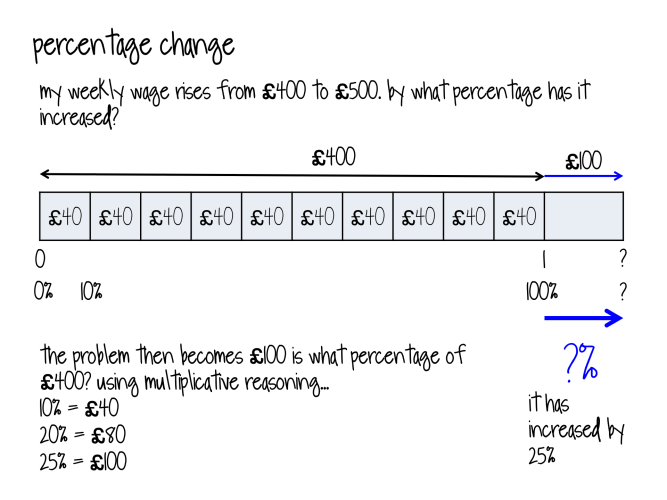 percentage change
my weekly wage rises from £400 to £500. by what percentage has it
increased?
£400 £100
£40 £40 £40 £40 £40 £40 £40 £40 £40 £40
0 1 ?
0% 10% 100% ?
the problem then becomes £100 is what percentage of
£400? using multiplicative reasoning...
10% = £40
20% = £80
25% = £100
?%
it has
increased by
25%